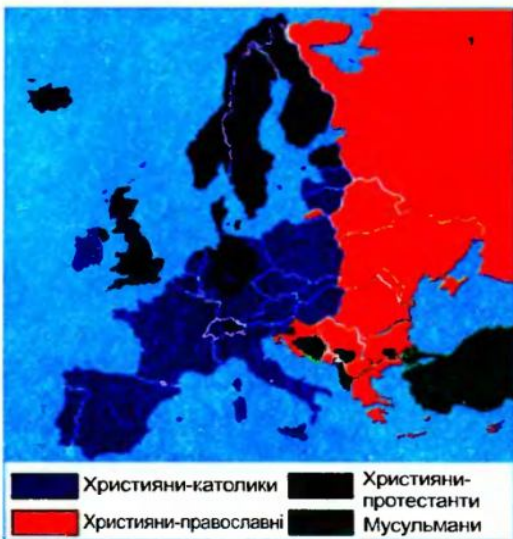 Християни-католики
Християни-православні
Християни-
протестанти
Мусульмани